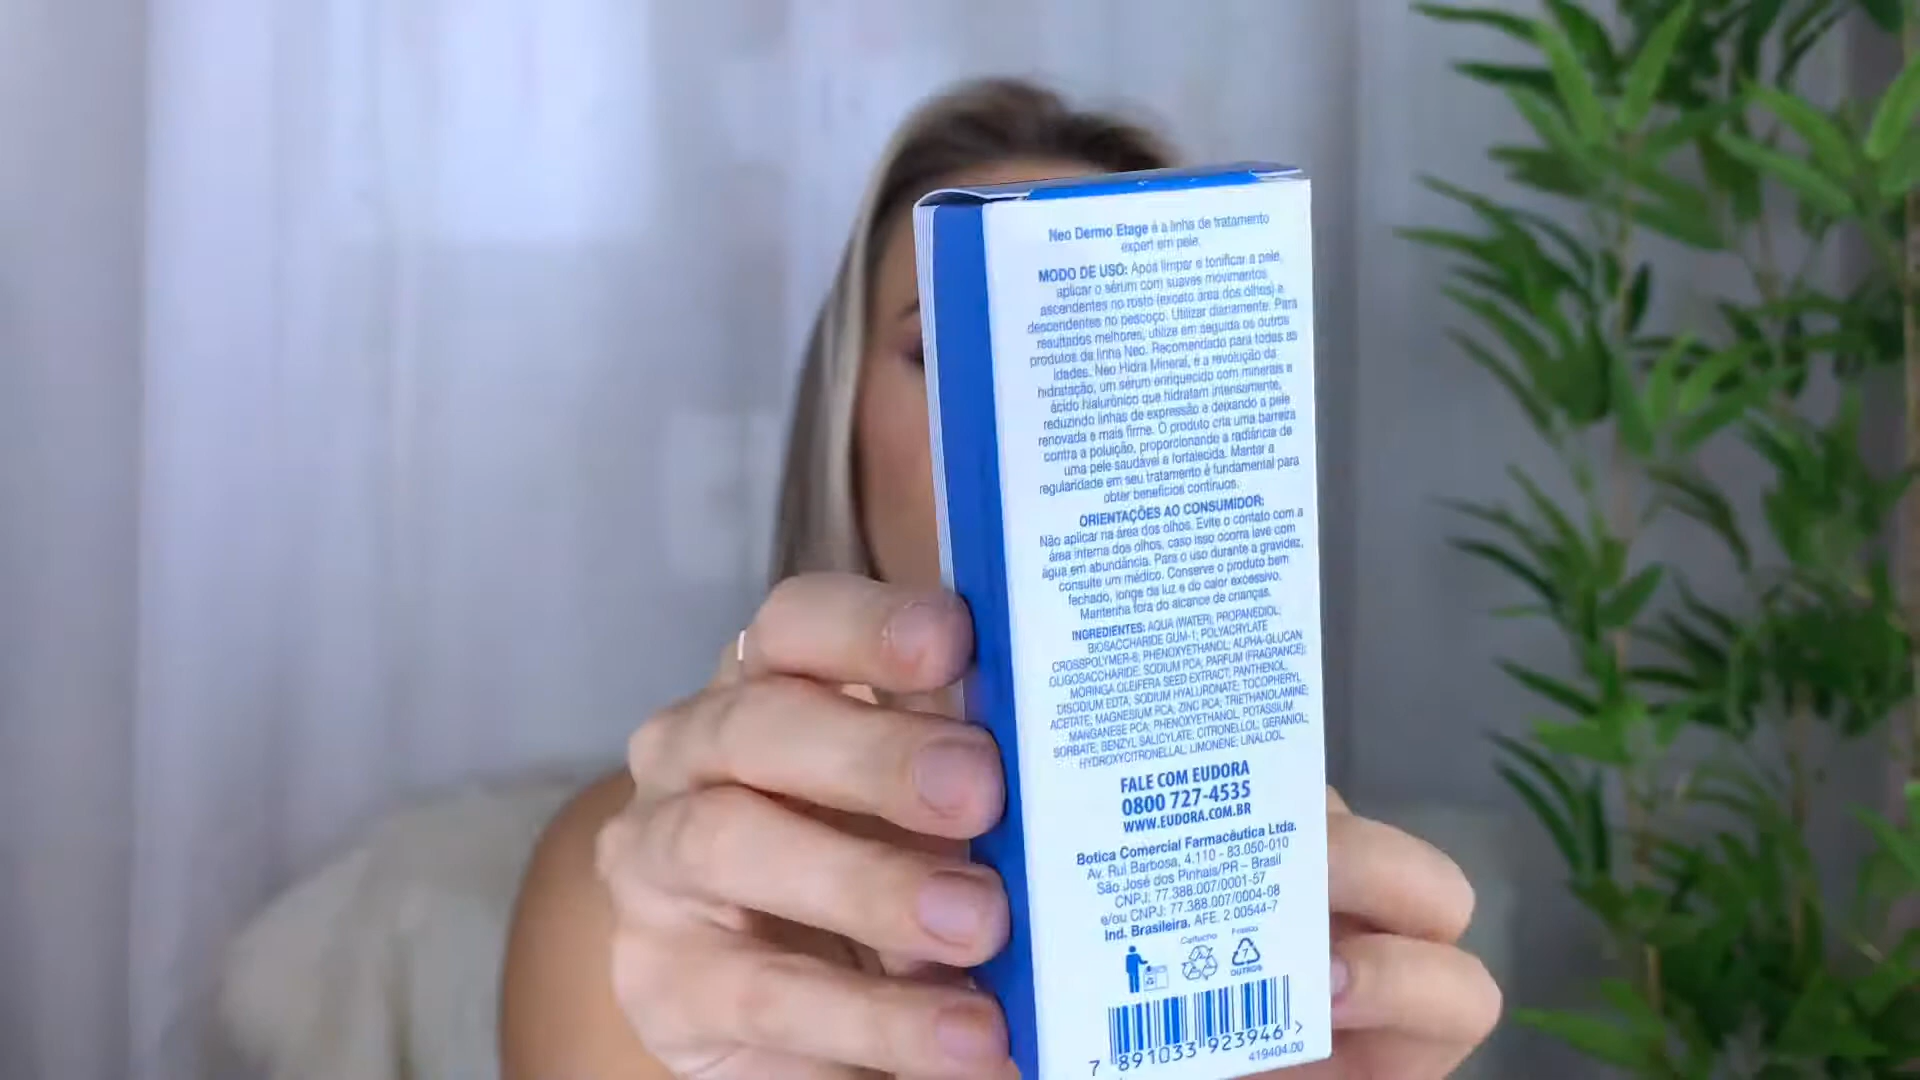 Neo Dermo Etage é a linha de tratamento
expert em pele.
MODO DE USO: Após limpar e tonificar a pele,
aplicar o sérum com suaves movimentos
ascendentes no rosto (exceto área dos olhos) e
descendentes no pescoço. Utilizar diariamente. Para
resultados melhores, utilize em seguida os outros
produtos da linha Neo. Recomendado para todas as
idades. Neo Hidra Mineral, é a revolução da
hidratação, um sérum enriquecido com minerais e
ácido hialurônico que hidratam intensamente,
reduzindo linhas de expressão e deixando a pele
renovada e mais firme. O produto cria uma barreira
contra a poluição, proporcionando a radiância de
uma pele saudável e fortalecida. Manter a
regularidade em seu tratamento é fundamental para
obter benefícios contínuos.
ORIENTAÇÕES AO CONSUMIDOR:
Não aplicar na área dos olhos. Evite o contato com a
área interna dos olhos, caso isso ocorra lave com
água em abundância. Para o uso durante a gravidez,
consulte um médico. Conserve o produto bem
fechado, longe da luz e do calor excessivo.
Mantenha fora do alcance de crianças.
INGREDIENTES: AQUA (WATER); PROPANEDIOL;
BIOSACCHARIDE GUM-1; POLYACRYLATE
CROSSPOLYMER-6; PHENOXYETHANOL; ALPHA-GLUCAN
OLIGOSACCHARIDE; SODIUM PCA; PARFUM (FRAGRANCE);
MORINGA OLEIFERA SEED EXTRACT; PANTHENOL;
DISODIUM EDTA; SODIUM HYALURONATE; TOCOPHERYL
ACETATE; MAGNESIUM PCA; ZINC PCA; TRIETHANOLAMINE;
MANGANESE PCA; PHENOXYETHANOL, POTASSIUM
SORBATE; BENZYL SALICYLATE; CITRONELLOL; GERANIOL;
HYDROXYCITRONELLAL; LIMONENE; LINALOOL
FALE COM EUDORA
0800 727-4535
WWW.EUDORA.COM.BR
Botica Comercial Farmacêutica Ltda.
Av. Rui Barbosa, 4.110 - 83.050-010
São José dos Pinhais/PR – Brasil
CNPJ: 77.388.007/0001-57
e/ou CNPJ: 77.388.007/0004-08
Ind. Brasileira. AFE. 2 00544-7
Cartucho Frasco
7
OUTROS
7 891033 923946 >
419404.00